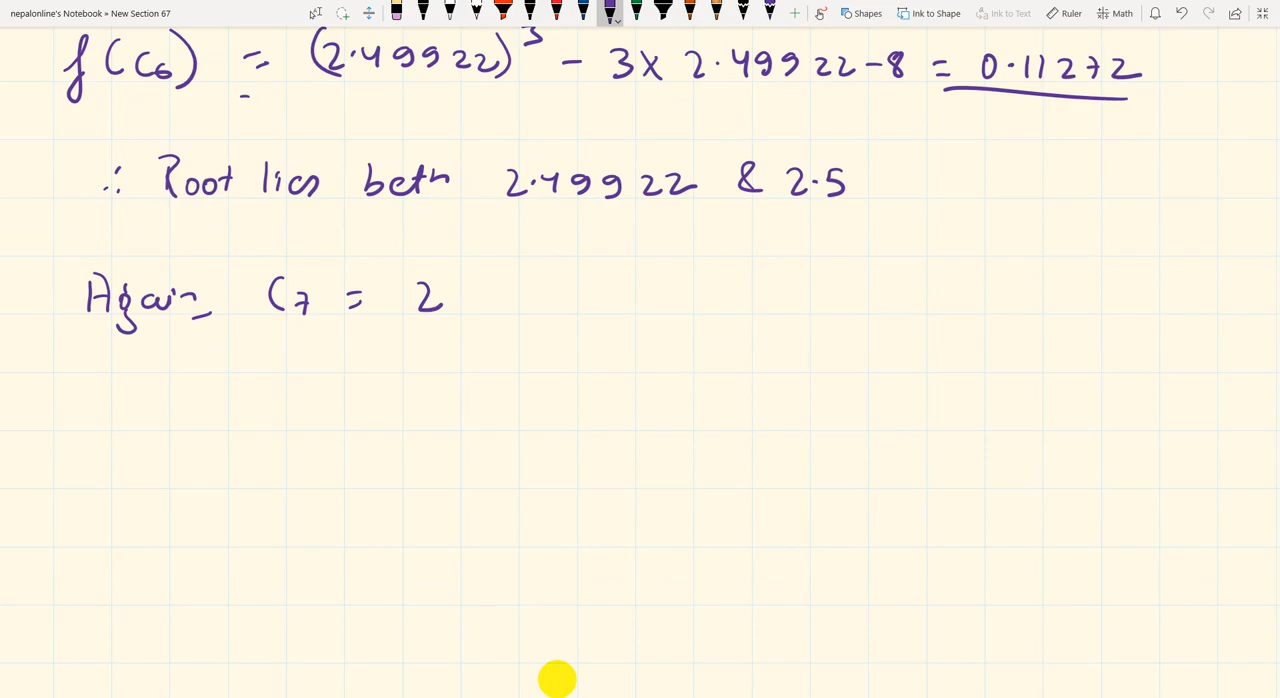 nepalonline's Notebook » New Section 67
Shapes Ink to Shape Ink to Text Ruler Math
f(C₆) = (2.49922)³ - 3 x 2.49922-8 = 0.11272
∴ Root lies betn 2.49922 & 2.5
Again, C₇ = 2